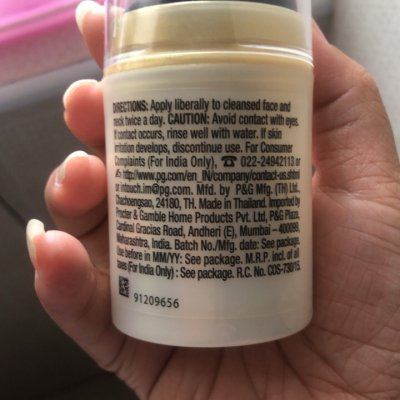 DIRECTIONS: Apply liberally to cleansed face and
neck twice a day. CAUTION: Avoid contact with eyes.
If contact occurs, rinse well with water. If skin
irritation develops, discontinue use. For Consumer
Complaints (For India Only), ☎ 022-24942113 or
✍ http://www.pg.com/en_IN/company/contact-us.shtml
or intouch.im@pg.com. Mfd. by P&G Mfg. (TH) Ltd.,
Chachoengsao, 24180, TH. Made in Thailand. Imported by
Procter & Gamble Home Products Pvt. Ltd, P&G Plaza,
Cardinal Gracias Road, Andheri (E), Mumbai – 400099,
Maharashtra, India. Batch No./Mfg. date: See package.
Use before in MM/YY: See package. M.R.P. incl. of all
taxes (For India Only) : See package. R.C. No. COS-73/15.
91209656